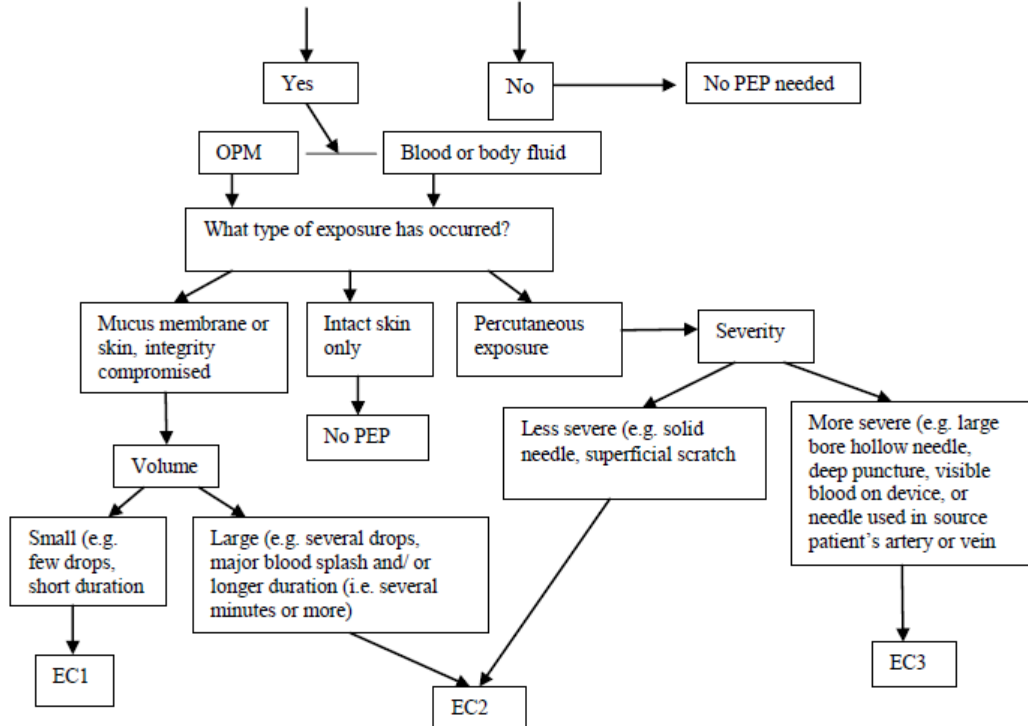 Yes
No
No PEP needed
OPM
Blood or body fluid
What type of exposure has occurred?
Mucus membrane or
skin, integrity
compromised
Intact skin
only
Percutaneous
exposure
Severity
No PEP
Volume
Less severe (e.g. solid
needle, superficial scratch
More severe (e.g. large
bore hollow needle,
deep puncture, visible
blood on device, or
needle used in source
patient’s artery or vein
Small (e.g.
few drops,
short duration
Large (e.g. several drops,
major blood splash and/ or
longer duration (i.e. several
minutes or more)
EC1
EC2
EC3